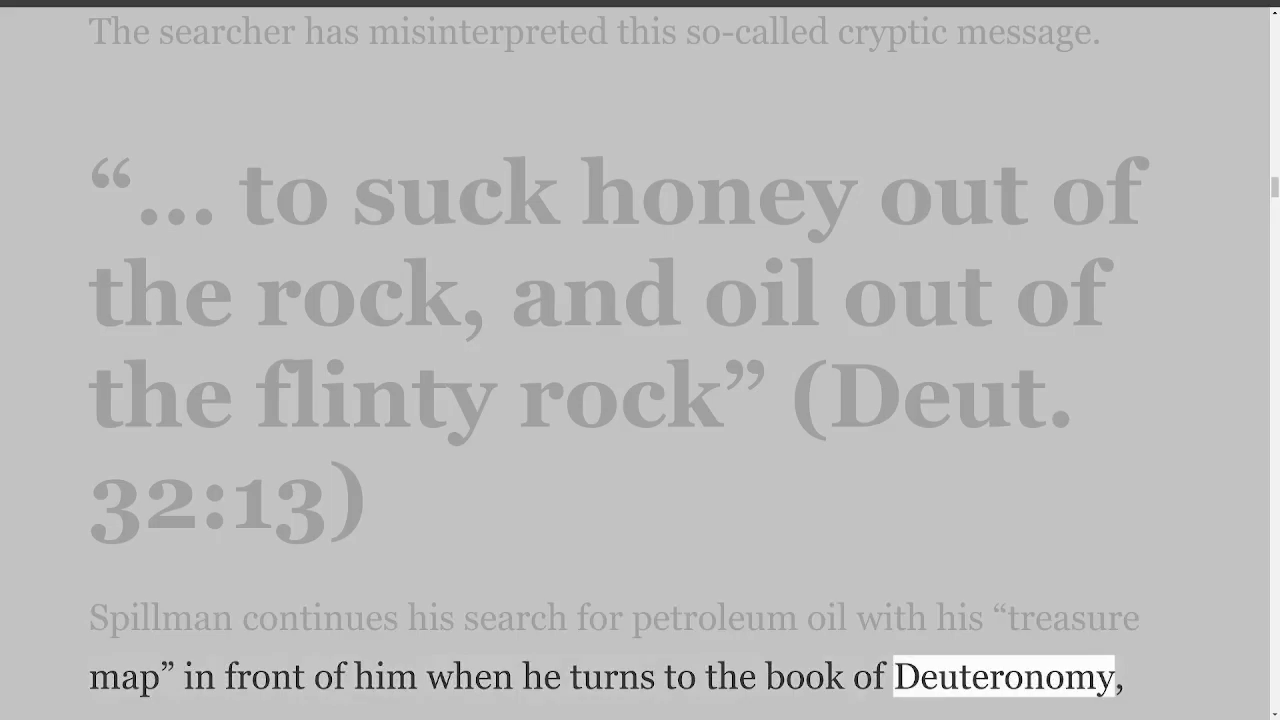 The searcher has misinterpreted this so-called cryptic message.
“… to suck honey out of
the rock, and oil out of
the flinty rock” (Deut.
32:13)
Spillman continues his search for petroleum oil with his “treasure
map” in front of him when he turns to the book of Deuteronomy,